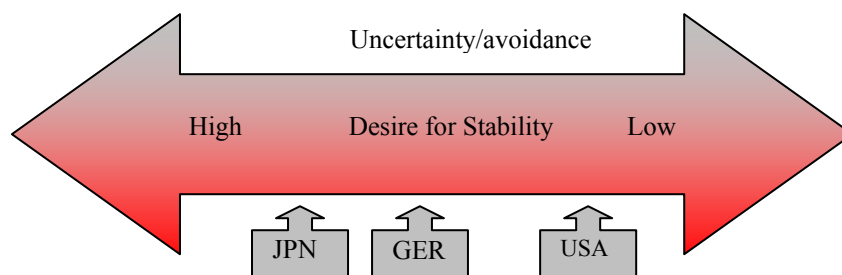 Uncertainty/avoidance
High Desire for Stability Low
JPN GER USA